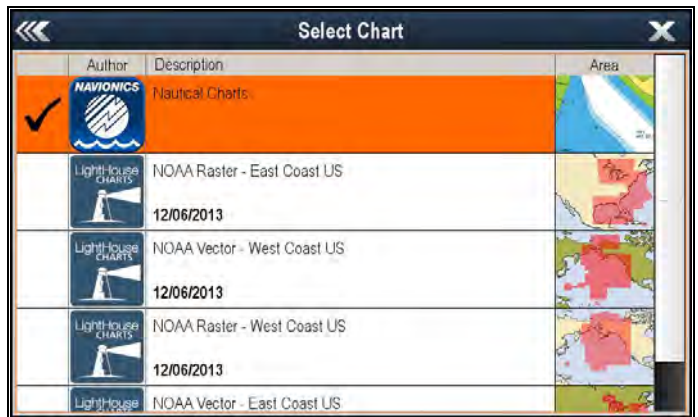 Select Chart
Author Description Area
NAVIONICS Nautical Charts
LightHouse CHARTS NOAA Raster - East Coast US
12/06/2013
LightHouse CHARTS NOAA Vector - West Coast US
12/06/2013
LightHouse CHARTS NOAA Raster - West Coast US
12/06/2013
LightHouse NOAA Vector - East Coast US